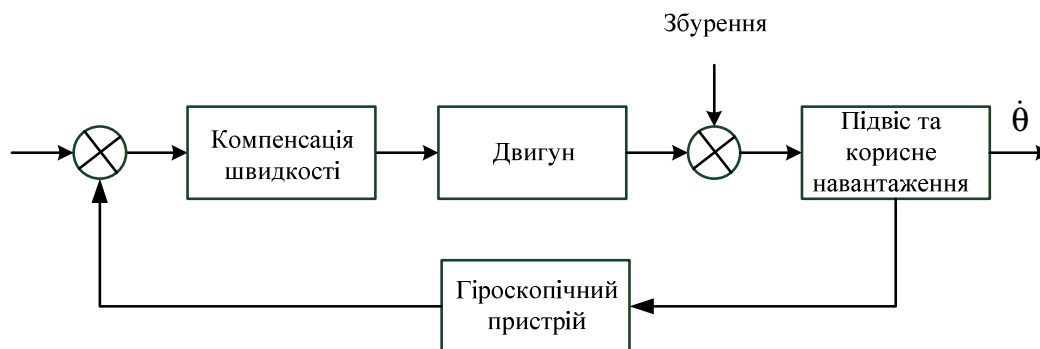 Збурення
Компенсація
швидкості
Двигун
Підвіс та
корисне
навантаження
θ̇
Гіроскопічний
пристрій